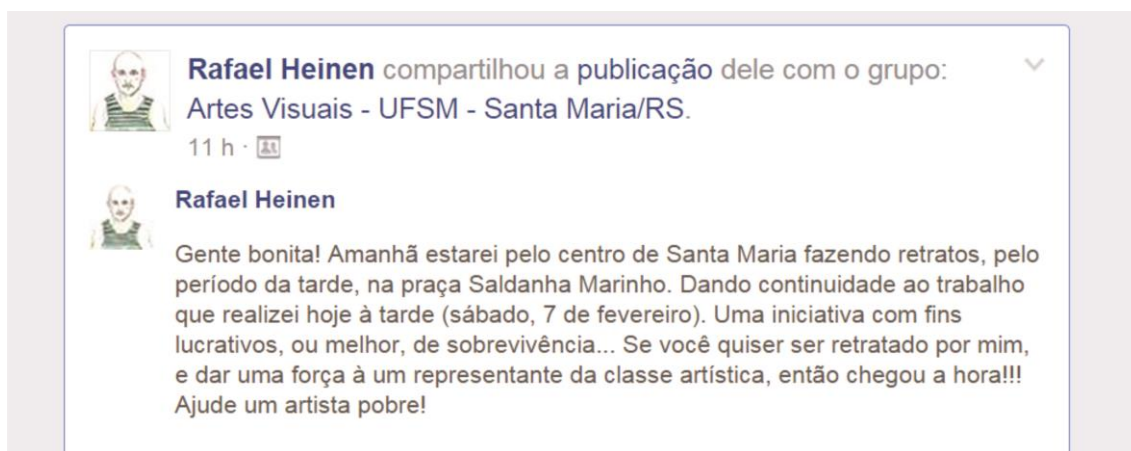 Rafael Heinen compartilhou a publicação dele com o grupo:
Artes Visuais - UFSM - Santa Maria/RS.
11 h ·
Rafael Heinen
Gente bonita! Amanhã estarei pelo centro de Santa Maria fazendo retratos, pelo
período da tarde, na praça Saldanha Marinho. Dando continuidade ao trabalho
que realizei hoje à tarde (sábado, 7 de fevereiro). Uma iniciativa com fins
lucrativos, ou melhor, de sobrevivência... Se você quiser ser retratado por mim,
e dar uma força à um representante da classe artística, então chegou a hora!!!
Ajude um artista pobre!